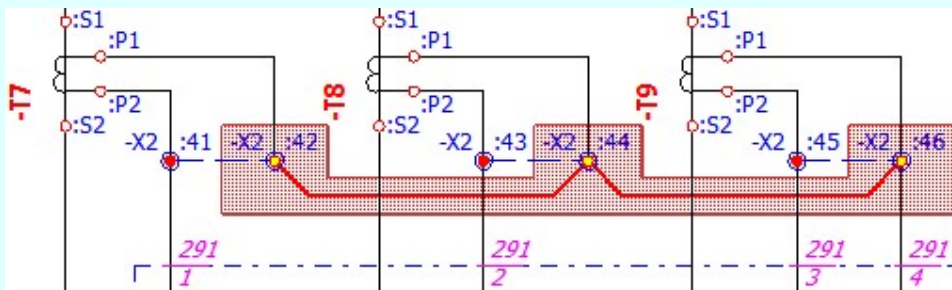 :S1 :S1 :S1
:P1 :P1 :P1
-T7 -T8 -T9
:P2 :P2 :P2
:S2 :S2 :S2
-X2 :41 -X2 :42 -X2 :43 -X2 :44 -X2 :45 -X2 :46
291 291 291 291
1 2 3 4